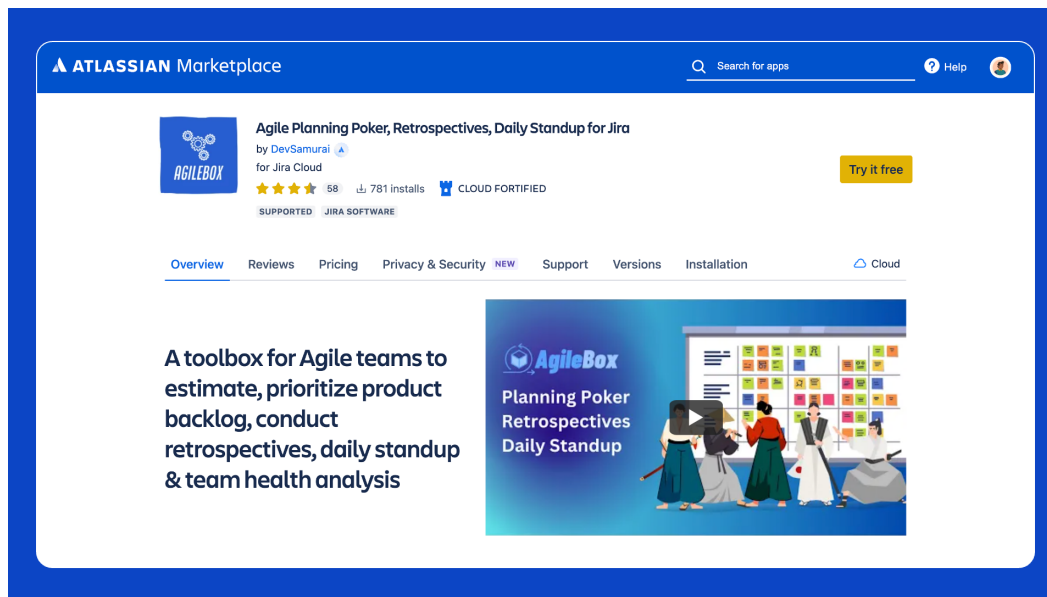 ATLASSIAN Marketplace
Search for apps
? Help
AGILEBOX
Agile Planning Poker, Retrospectives, Daily Standup for Jira
by DevSamurai
for Jira Cloud
58 781 installs CLOUD FORTIFIED
SUPPORTED JIRA SOFTWARE
Try it free
Overview Reviews Pricing Privacy & Security NEW Support Versions Installation Cloud
A toolbox for Agile teams to
estimate, prioritize product
backlog, conduct
retrospectives, daily standup
& team health analysis
AgileBox
Planning Poker
Retrospectives
Daily Standup